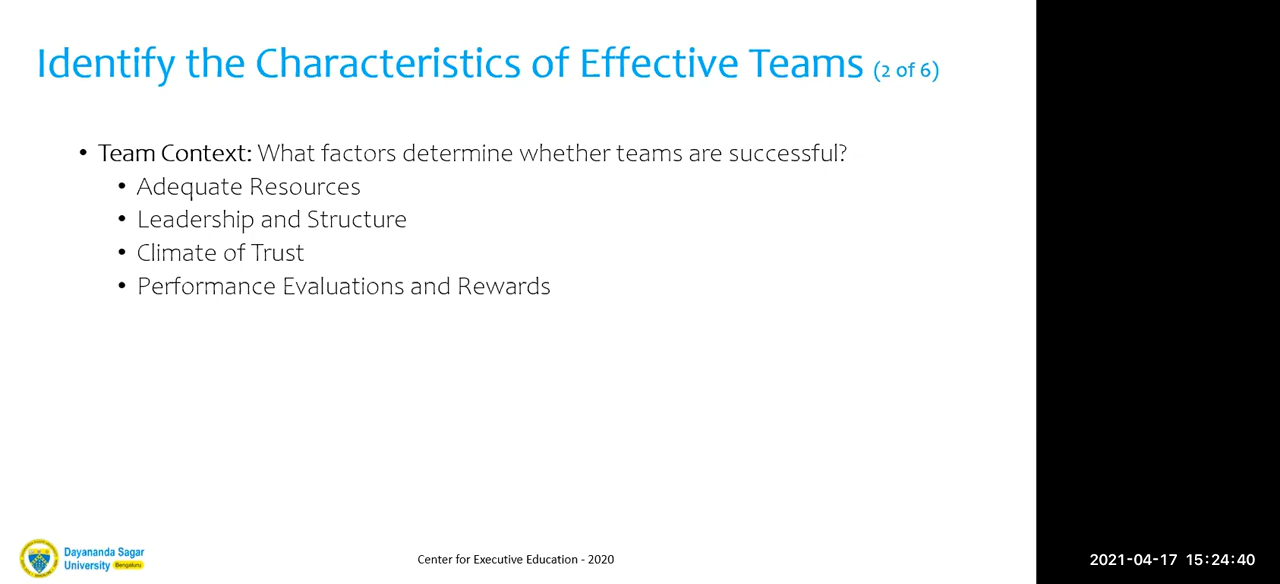 Identify the Characteristics of Effective Teams (2 of 6)
• Team Context: What factors determine whether teams are successful?
• Adequate Resources
• Leadership and Structure
• Climate of Trust
• Performance Evaluations and Rewards
Dayananda Sagar
University Bengaluru
Center for Executive Education - 2020
2021-04-17 15:24:40